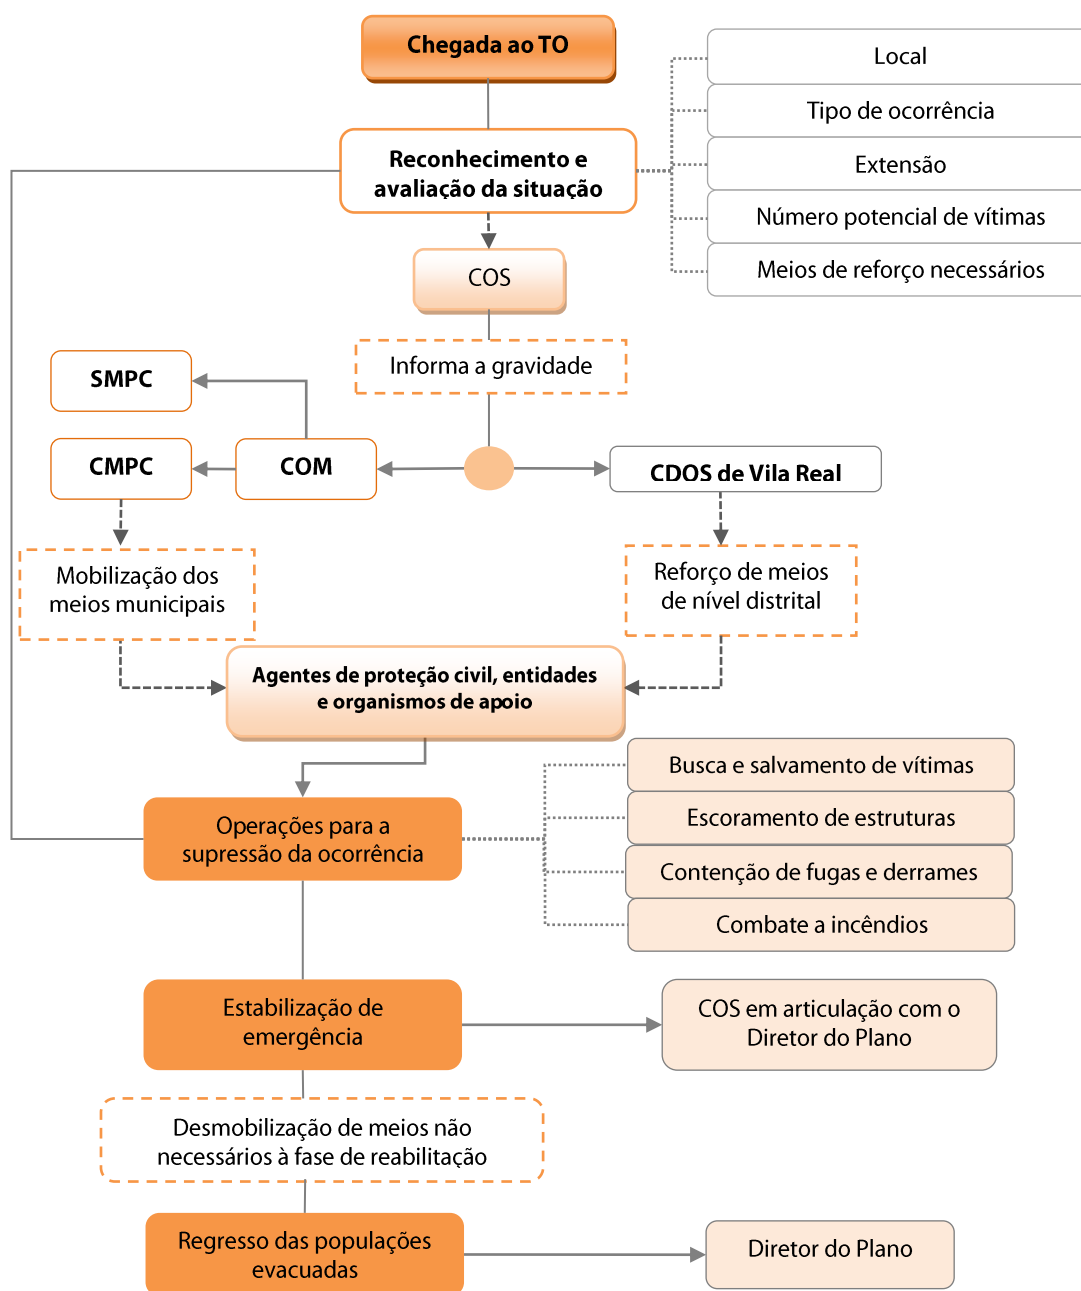 Chegada ao TO
Local
Tipo de ocorrência
Reconhecimento e
avaliação da situação
Extensão
Número potencial de vítimas
Meios de reforço necessários
COS
Informa a gravidade
SMPC
CMPC
COM
CDOS de Vila Real
Mobilização dos
meios municipais
Reforço de meios
de nível distrital
Agentes de proteção civil, entidades
e organismos de apoio
Busca e salvamento de vítimas
Operações para a
supressão da ocorrência
Escoramento de estruturas
Contenção de fugas e derrames
Combate a incêndios
Estabilização de
emergência
COS em articulação com o
Diretor do Plano
Desmobilização de meios não
necessários à fase de reabilitação
Regresso das populações
evacuadas
Diretor do Plano